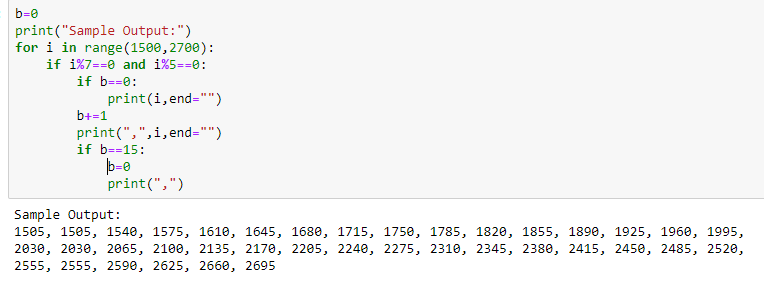 b=0
print("Sample Output:")
for i in range(1500,2700):
    if i%7==0 and i%5==0:
        if b==0:
            print(i,end="")
        b+=1
        print(",",i,end="")
        if b==15:
            b=0
            print(",")
Sample Output:
1505, 1505, 1540, 1575, 1610, 1645, 1680, 1715, 1750, 1785, 1820, 1855, 1890, 1925, 1960, 1995,
2030, 2030, 2065, 2100, 2135, 2170, 2205, 2240, 2275, 2310, 2345, 2380, 2415, 2450, 2485, 2520,
2555, 2555, 2590, 2625, 2660, 2695